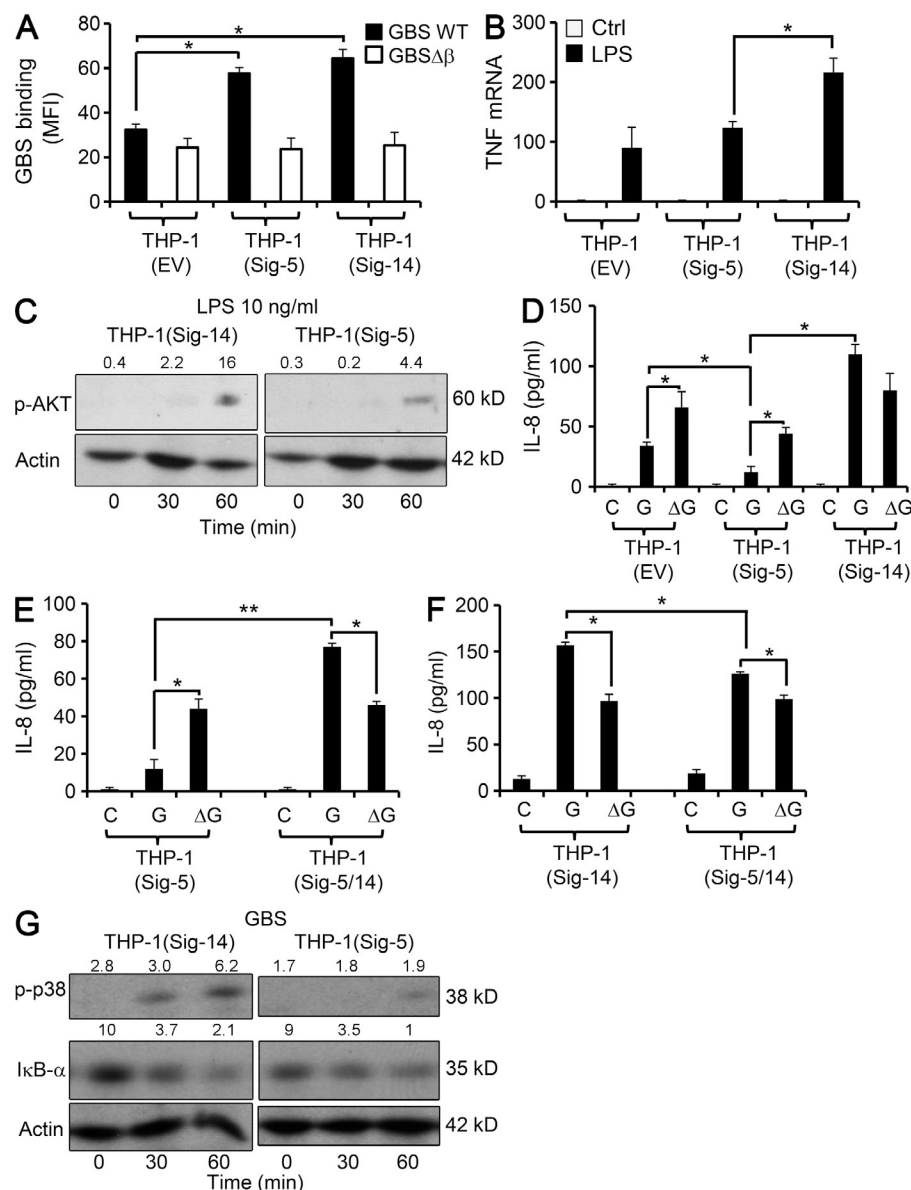 A
GBS binding
(MFI)
80
60
40
20
0
*
*
GBS WT
GBSΔβ
THP-1
(EV)
THP-1
(Sig-5)
THP-1
(Sig-14)
B
TNF mRNA
300
200
100
0
Ctrl
LPS
*
THP-1
(EV)
THP-1
(Sig-5)
THP-1
(Sig-14)
C
LPS 10 ng/ml
THP-1(Sig-14) THP-1(Sig-5)
0.4 2.2 16 0.3 0.2 4.4
p-AKT 60 kD
Actin 42 kD
0 30 60 0 30 60
Time (min)
D
IL-8 (pg/ml)
150
100
50
0
*
*
*
*
C G ΔG C G ΔG C G ΔG
THP-1
(EV)
THP-1
(Sig-5)
THP-1
(Sig-14)
E
IL-8 (pg/ml)
100
80
60
40
20
0
**
*
*
C G ΔG C G ΔG
THP-1
(Sig-5)
THP-1
(Sig-5/14)
F
IL-8 (pg/ml)
200
150
100
50
0
*
*
*
C G ΔG C G ΔG
THP-1
(Sig-14)
THP-1
(Sig-5/14)
G
GBS
THP-1(Sig-14) THP-1(Sig-5)
2.8 3.0 6.2 1.7 1.8 1.9
p-p38 38 kD
10 3.7 2.1 9 3.5 1
IκB-α 35 kD
Actin 42 kD
0 30 60 0 30 60
Time (min)